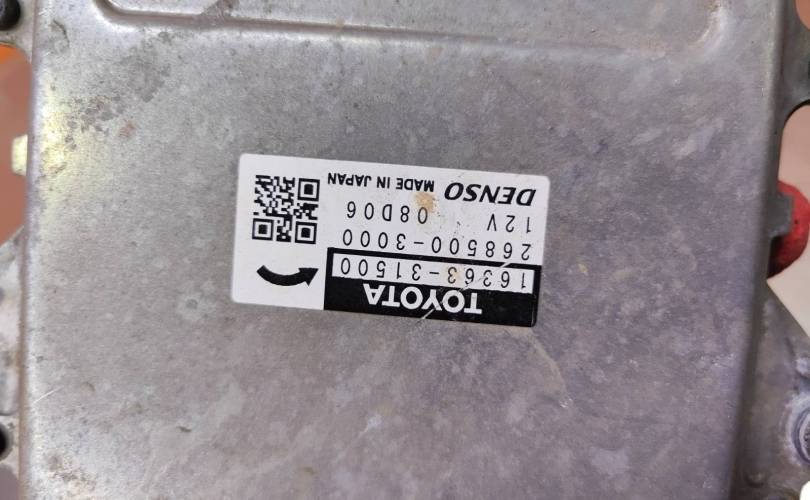 TOYOTA
16363-31500
268500-3000
12V 08D06
DENSO MADE IN JAPAN